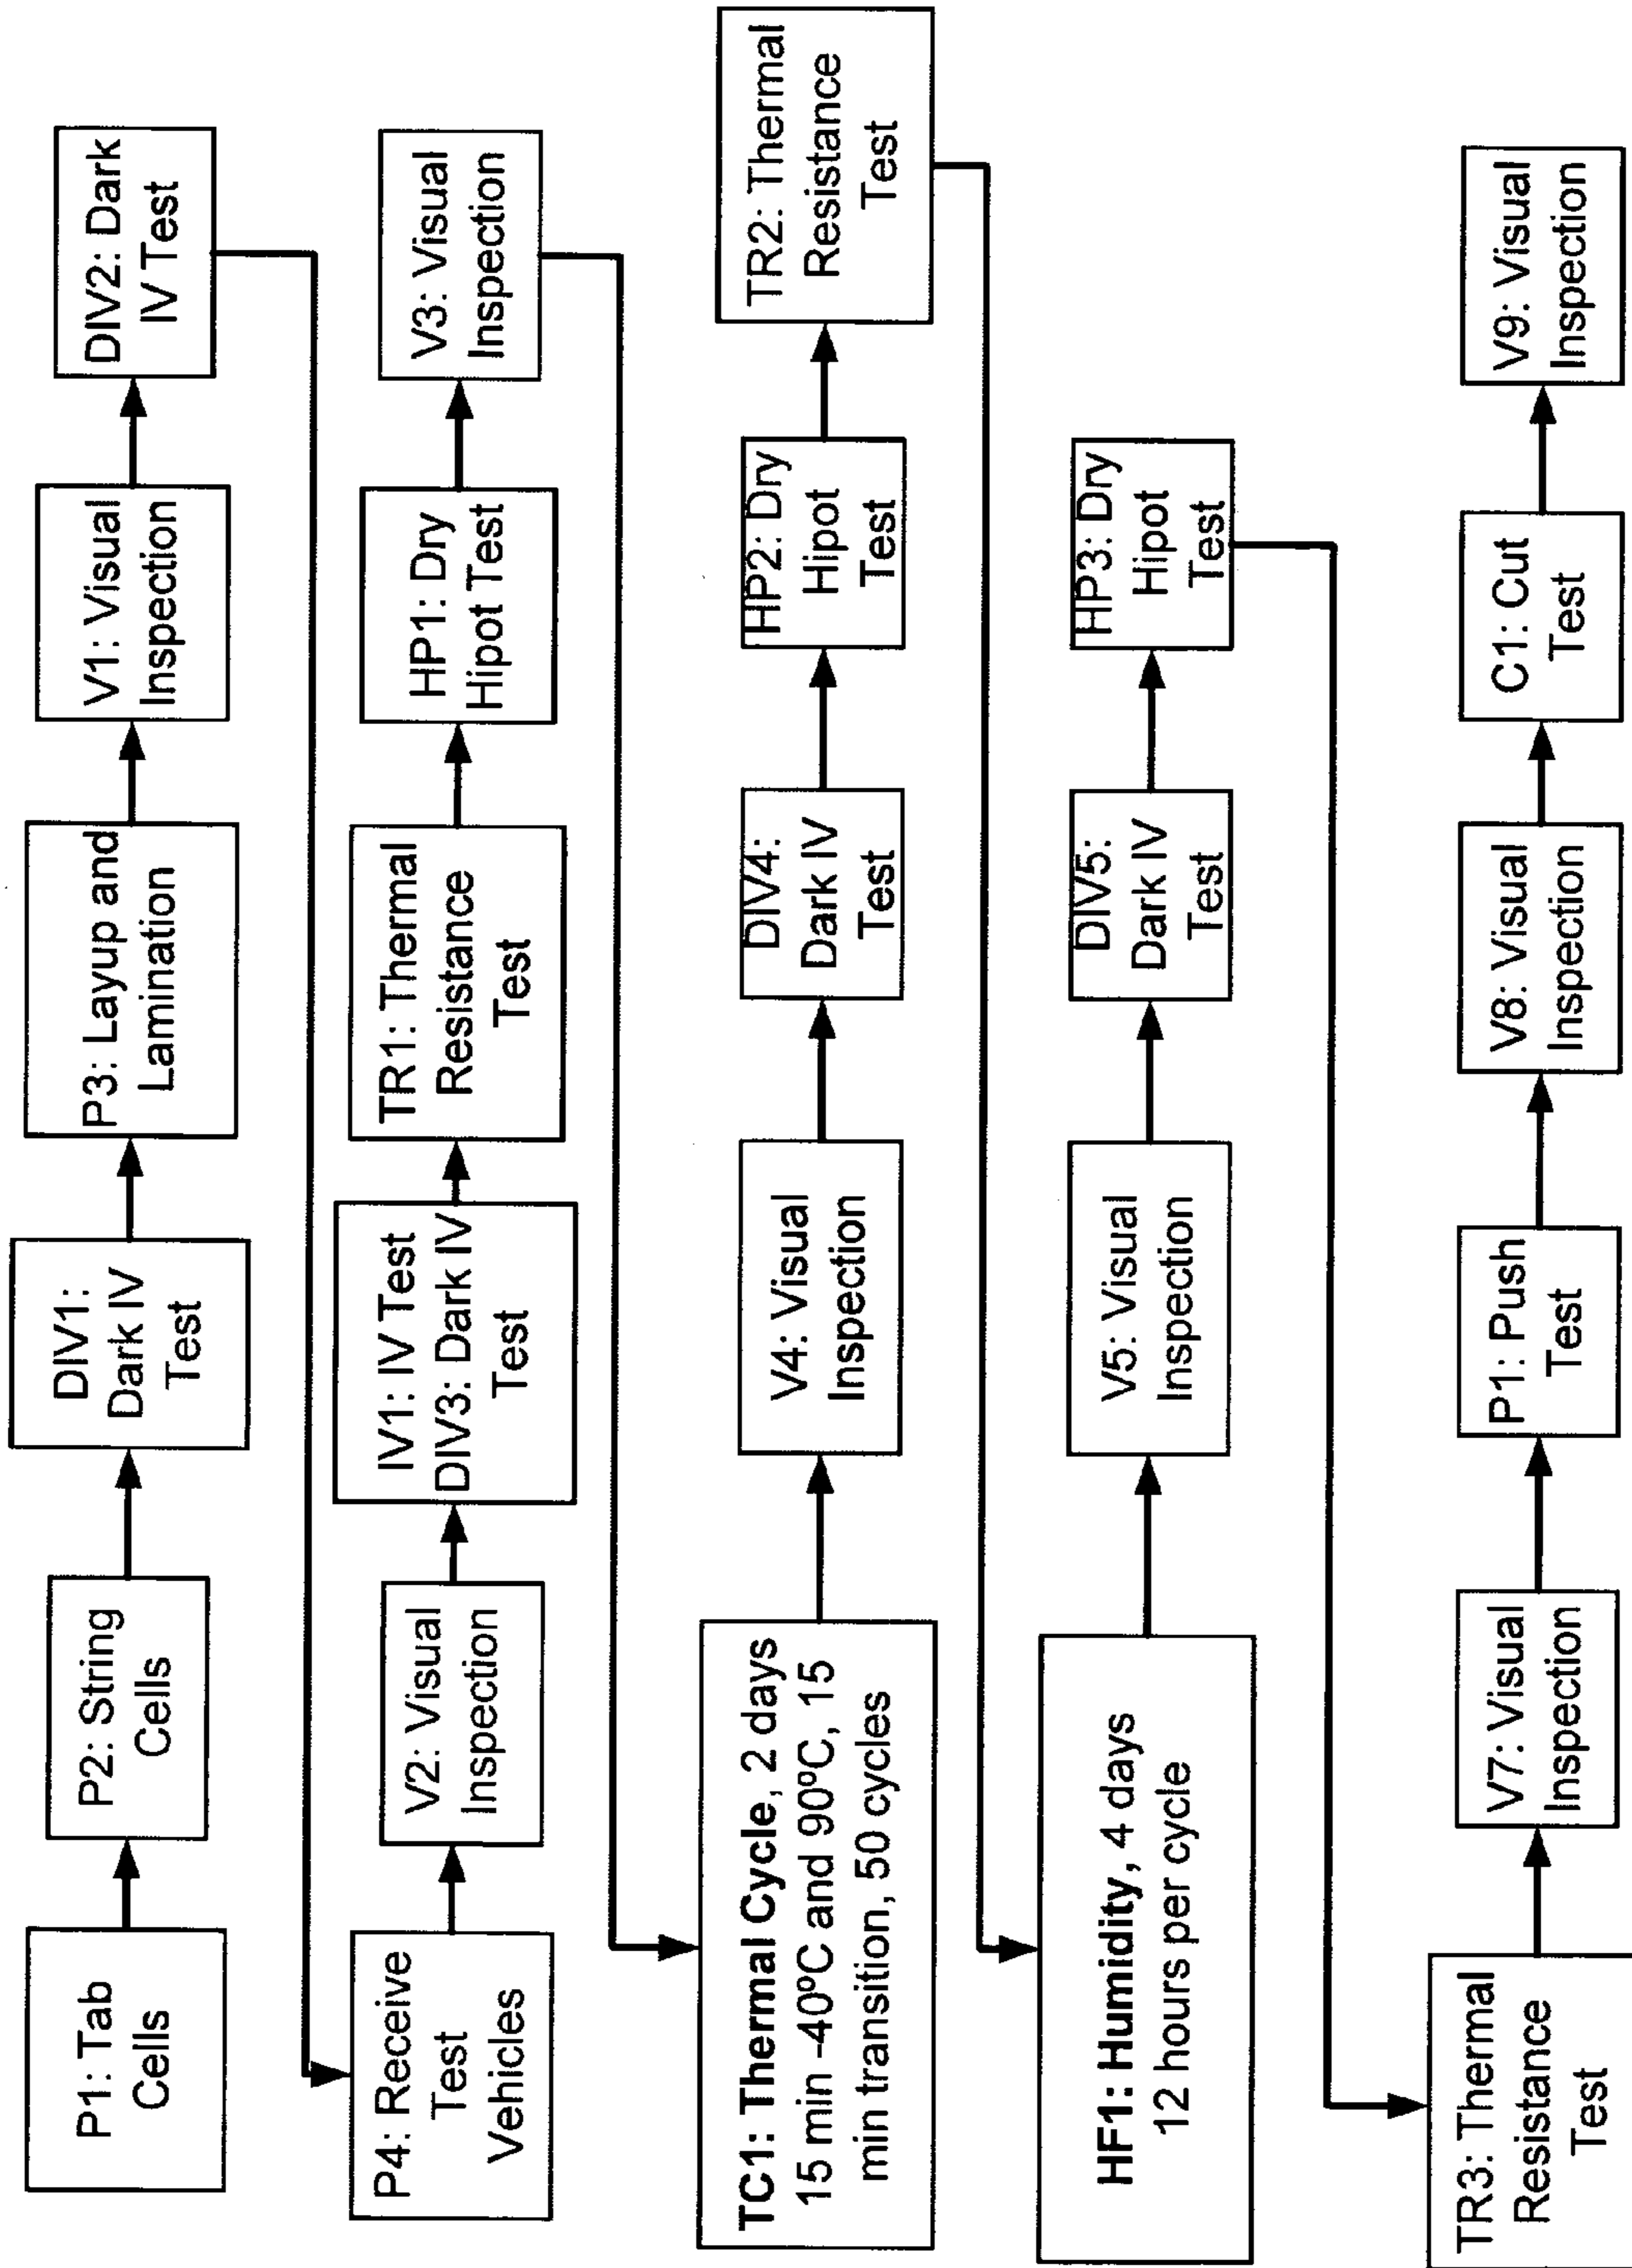 P1: Tab
Cells
P2: String
Cells
DIV1:
Dark IV
Test
P3: Layup and
Lamination
V1: Visual
Inspection
DIV2: Dark
IV Test
P4: Receive
Test
Vehicles
V2: Visual
Inspection
IV1: IV Test
DIV3: Dark IV
Test
TR1: Thermal
Resistance
Test
HP1: Dry
Hipot Test
V3: Visual
Inspection
TC1: Thermal Cycle, 2 days
15 min -40ºC and 90ºC, 15
min transition, 50 cycles
V4: Visual
Inspection
DIV4:
Dark IV
Test
HP2: Dry
Hipot
Test
TR2: Thermal
Resistance
Test
HF1: Humidity, 4 days
12 hours per cycle
V5: Visual
Inspection
DIV5:
Dark IV
Test
HP3: Dry
Hipot
Test
TR3: Thermal
Resistance
Test
V7: Visual
Inspection
P1: Push
Test
V8: Visual
Inspection
C1: Cut
Test
V9: Visual
Inspection